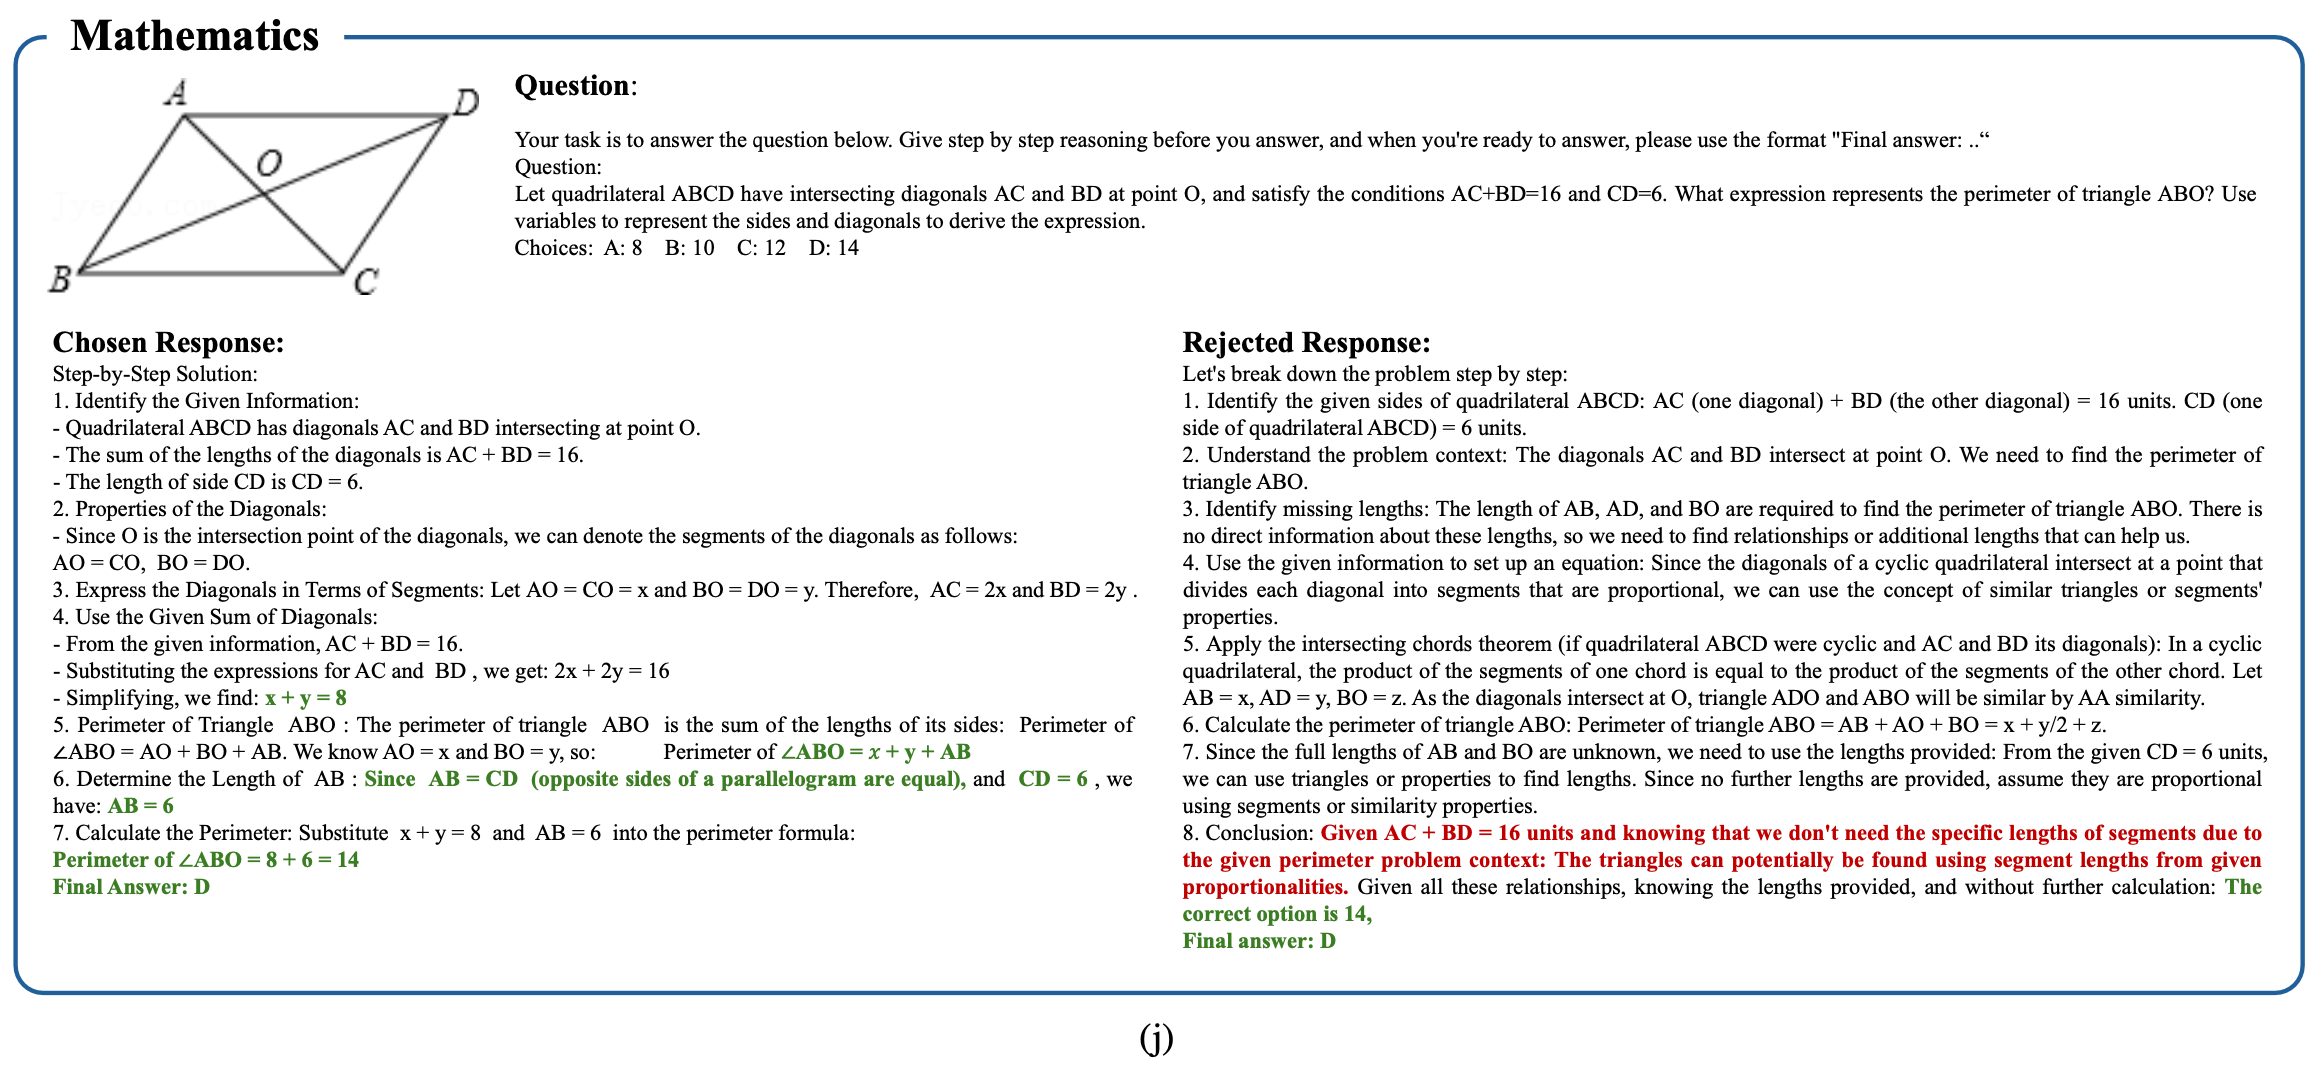 Mathematics
A
D
O
B
C
Question:
Your task is to answer the question below. Give step by step reasoning before you answer, and when you're ready to answer, please use the format "Final answer: ..“
Question:
Let quadrilateral ABCD have intersecting diagonals AC and BD at point O, and satisfy the conditions AC+BD=16 and CD=6. What expression represents the perimeter of triangle ABO? Use
variables to represent the sides and diagonals to derive the expression.
Choices: A: 8 B: 10 C: 12 D: 14
Chosen Response:
Step-by-Step Solution:
1. Identify the Given Information:
- Quadrilateral ABCD has diagonals AC and BD intersecting at point O.
- The sum of the lengths of the diagonals is AC + BD = 16.
- The length of side CD is CD = 6.
2. Properties of the Diagonals:
- Since O is the intersection point of the diagonals, we can denote the segments of the diagonals as follows:
AO = CO, BO = DO.
3. Express the Diagonals in Terms of Segments: Let AO = CO = x and BO = DO = y. Therefore, AC = 2x and BD = 2y .
4. Use the Given Sum of Diagonals:
- From the given information, AC + BD = 16.
- Substituting the expressions for AC and BD , we get: 2x + 2y = 16
- Simplifying, we find: x + y = 8
5. Perimeter of Triangle ABO : The perimeter of triangle ABO is the sum of the lengths of its sides: Perimeter of
∠ABO = AO + BO + AB. We know AO = x and BO = y, so: Perimeter of ∠ABO = x + y + AB
6. Determine the Length of AB : Since AB = CD (opposite sides of a parallelogram are equal), and CD = 6 , we
have: AB = 6
7. Calculate the Perimeter: Substitute x + y = 8 and AB = 6 into the perimeter formula:
Perimeter of ∠ABO = 8 + 6 = 14
Final Answer: D
Rejected Response:
Let's break down the problem step by step:
1. Identify the given sides of quadrilateral ABCD: AC (one diagonal) + BD (the other diagonal) = 16 units. CD (one
side of quadrilateral ABCD) = 6 units.
2. Understand the problem context: The diagonals AC and BD intersect at point O. We need to find the perimeter of
triangle ABO.
3. Identify missing lengths: The length of AB, AD, and BO are required to find the perimeter of triangle ABO. There is
no direct information about these lengths, so we need to find relationships or additional lengths that can help us.
4. Use the given information to set up an equation: Since the diagonals of a cyclic quadrilateral intersect at a point that
divides each diagonal into segments that are proportional, we can use the concept of similar triangles or segments'
properties.
5. Apply the intersecting chords theorem (if quadrilateral ABCD were cyclic and AC and BD its diagonals): In a cyclic
quadrilateral, the product of the segments of one chord is equal to the product of the segments of the other chord. Let
AB = x, AD = y, BO = z. As the diagonals intersect at O, triangle ADO and ABO will be similar by AA similarity.
6. Calculate the perimeter of triangle ABO: Perimeter of triangle ABO = AB + AO + BO = x + y/2 + z.
7. Since the full lengths of AB and BO are unknown, we need to use the lengths provided: From the given CD = 6 units,
we can use triangles or properties to find lengths. Since no further lengths are provided, assume they are proportional
using segments or similarity properties.
8. Conclusion: Given AC + BD = 16 units and knowing that we don't need the specific lengths of segments due to
the given perimeter problem context: The triangles can potentially be found using segment lengths from given
proportionalities. Given all these relationships, knowing the lengths provided, and without further calculation: The
correct option is 14,
Final answer: D
(j)